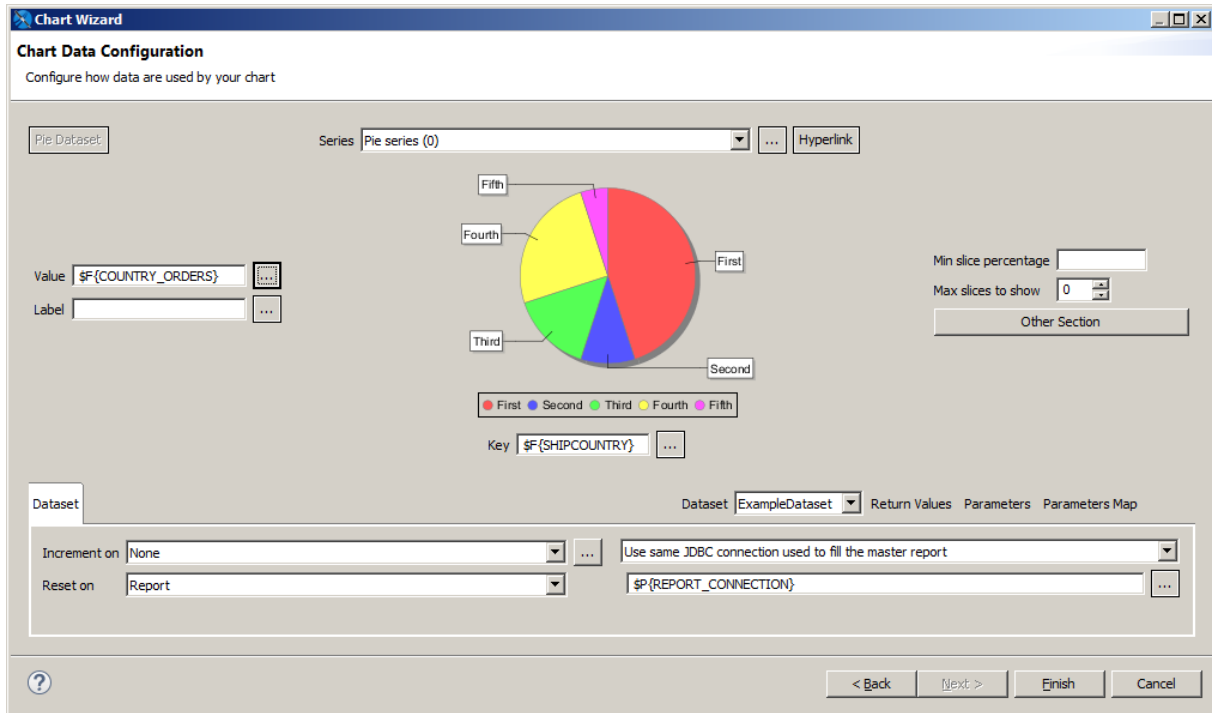 Chart Wizard
Chart Data Configuration
Configure how data are used by your chart
Pie Dataset
Series Pie series (0) ... Hyperlink
Fifth
Fourth
First
Value $F{COUNTRY_ORDERS} ...
Min slice percentage
Label ...
Max slices to show 0
Other Section
Third
Second
First Second Third Fourth Fifth
Key $F{SHIPCOUNTRY} ...
Dataset
Dataset ExampleDataset Return Values Parameters Parameters Map
Increment on None ... Use same JDBC connection used to fill the master report
Reset on Report $P{REPORT_CONNECTION} ...
?
< Back Next > Finish Cancel